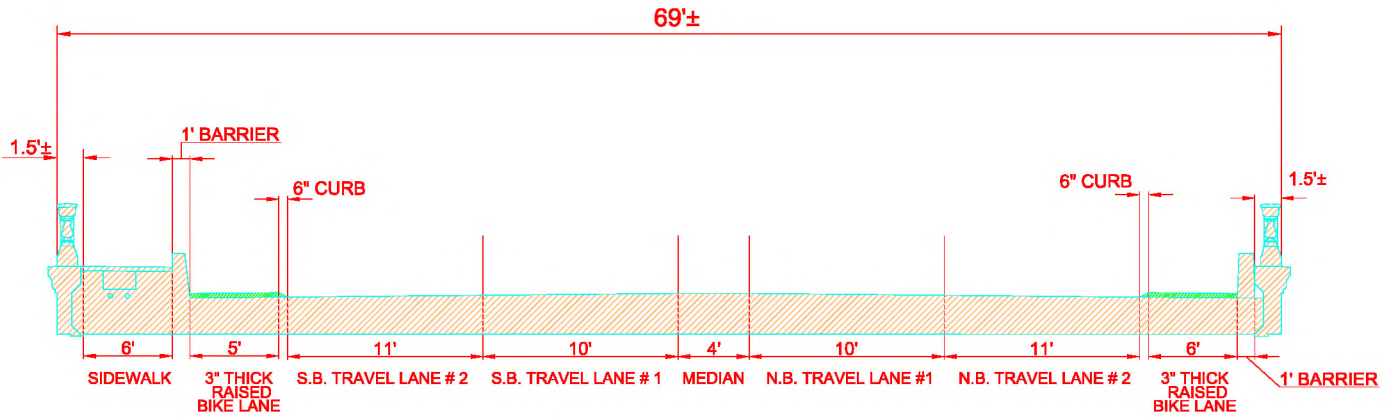 69'±
1' BARRIER
1.5'±
6" CURB
6" CURB
1.5'±
6'
5'
11'
10'
4'
10'
11'
6'
SIDEWALK
3" THICK
RAISED
BIKE LANE
S.B. TRAVEL LANE # 2
S.B. TRAVEL LANE # 1
MEDIAN
N.B. TRAVEL LANE #1
N.B. TRAVEL LANE # 2
3" THICK
RAISED
BIKE LANE
1' BARRIER